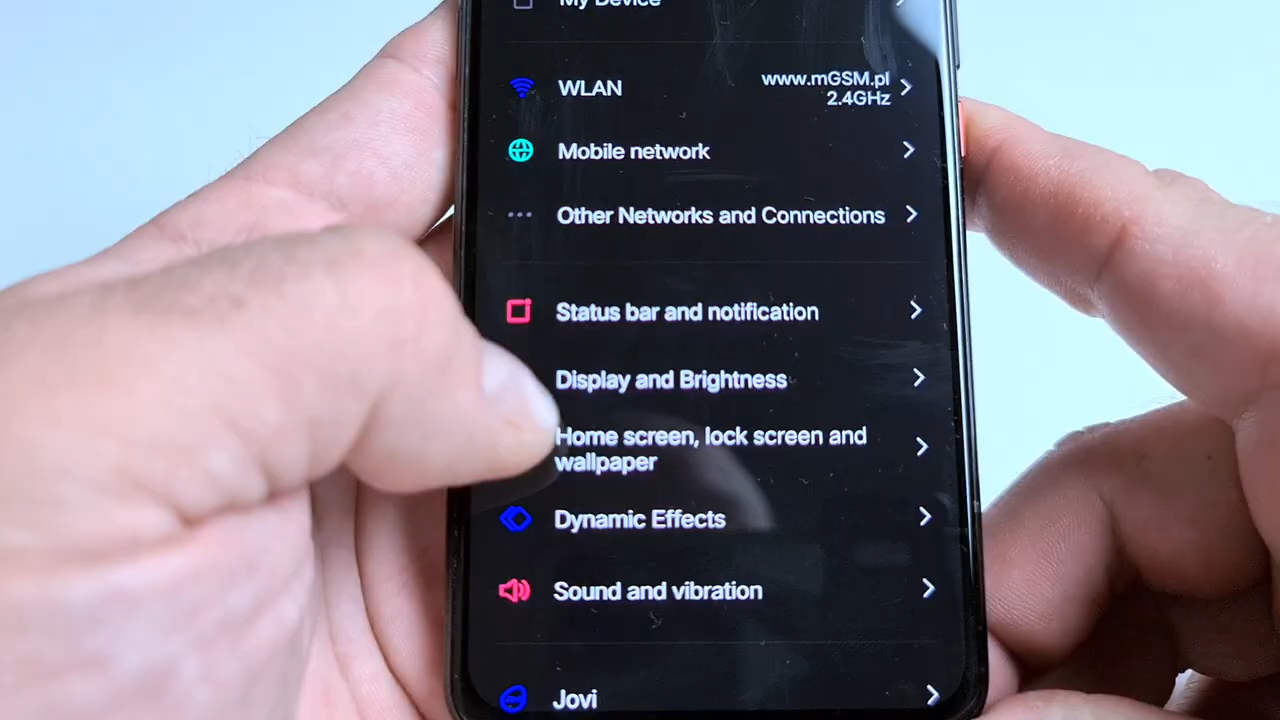 My Device
WLAN
www.mGSM.pl
2.4GHz
Mobile network
Other Networks and Connections
Status bar and notification
Display and Brightness
Home screen, lock screen and
wallpaper
Dynamic Effects
Sound and vibration
Jovi